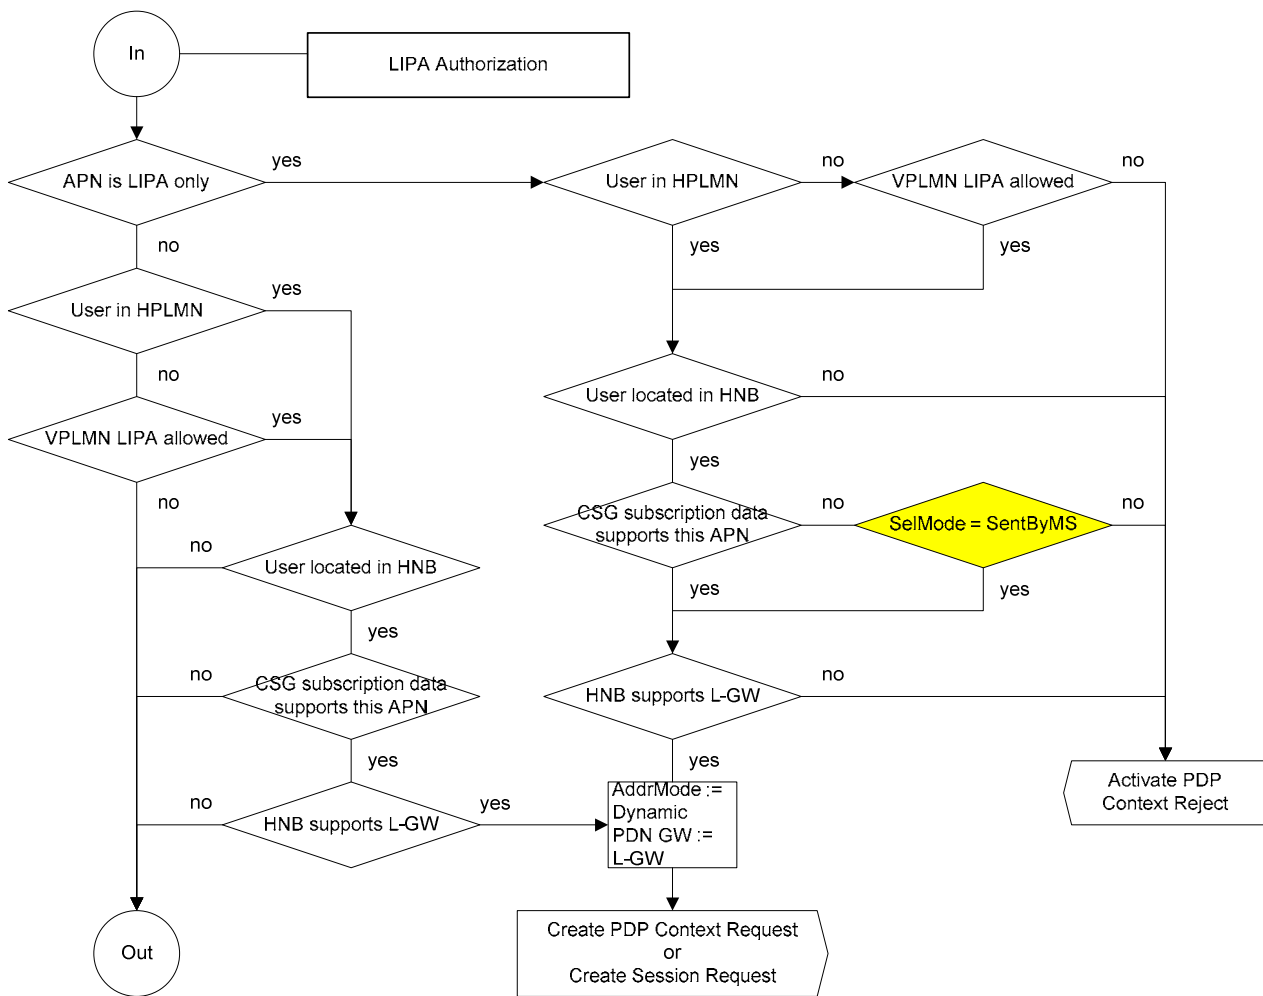 In
LIPA Authorization
APN is LIPA only
yes
User in HPLMN
no
VPLMN LIPA allowed
no
no
yes
yes
User in HPLMN
yes
no
User located in HNB
no
VPLMN LIPA allowed
yes
yes
no
CSG subscription data
supports this APN
no
SelMode = SentByMS
no
no
User located in HNB
yes
yes
yes
no
CSG subscription data
supports this APN
HNB supports L-GW
no
yes
yes
no
HNB supports L-GW
yes
AddrMode :=
Dynamic
PDN GW :=
L-GW
Activate PDP
Context Reject
Out
Create PDP Context Request
or
Create Session Request